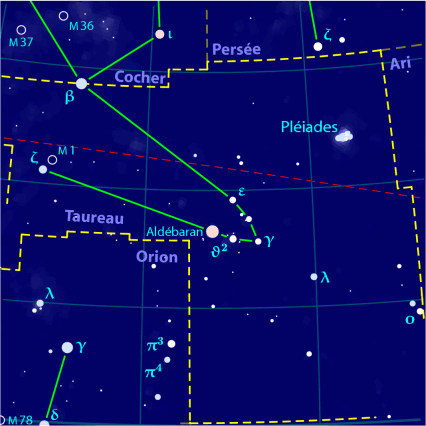 M 36
M 37
ι
ζ
Persée
Ari
Cocher
β
Pléiades
M 1
ζ
ε
Taureau
Aldébaran
γ
ϑ²
Orion
λ
λ
ο
γ
π³
π⁴
δ
M 78